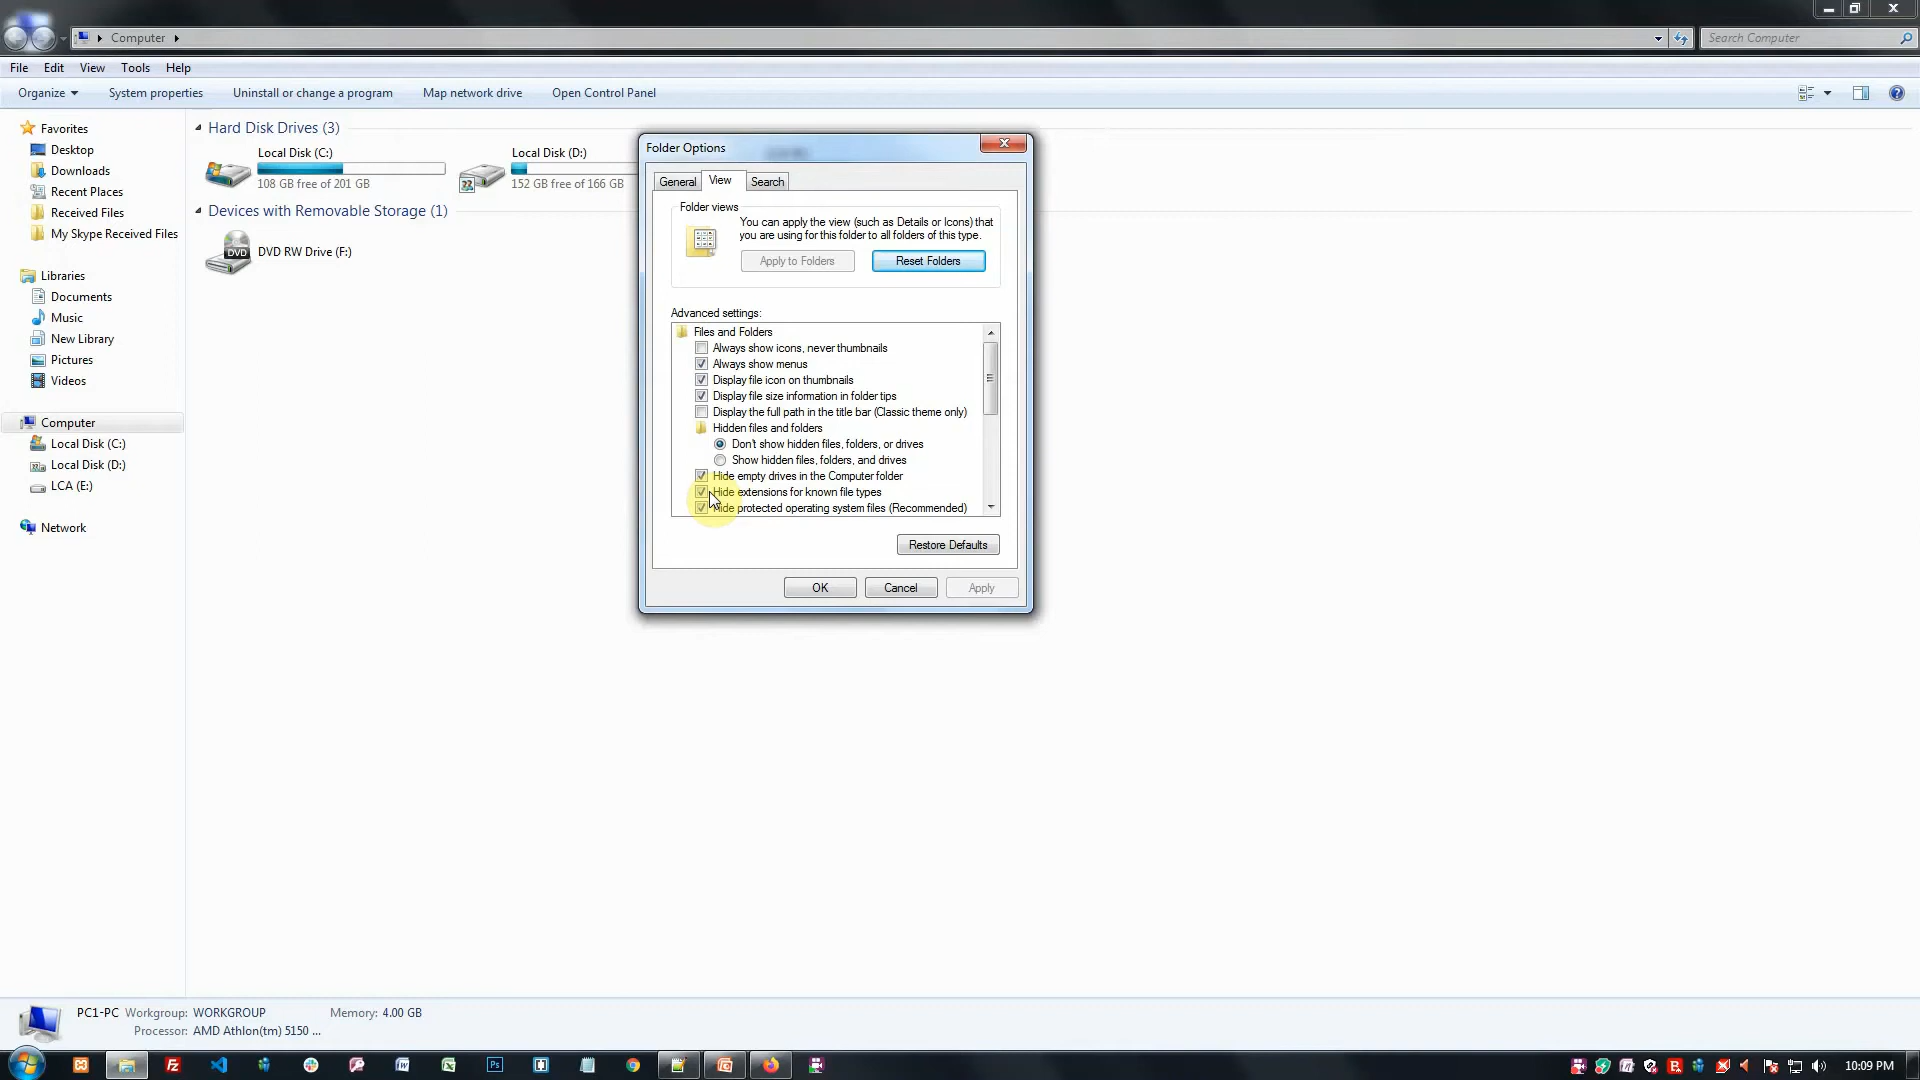 Computer
Search Computer
File Edit View Tools Help
Organize System properties Uninstall or change a program Map network drive Open Control Panel
Favorites
Desktop
Downloads
Recent Places
Received Files
My Skype Received Files
Libraries
Documents
Music
New Library
Pictures
Videos
Computer
Local Disk (C:)
Local Disk (D:)
LCA (E:)
Network
Hard Disk Drives (3)
Local Disk (C:)
108 GB free of 201 GB
Local Disk (D:)
152 GB free of 166 GB
Devices with Removable Storage (1)
DVD
DVD RW Drive (F:)
Folder Options
General View Search
Folder views
You can apply the view (such as Details or Icons) that
you are using for this folder to all folders of this type.
Apply to Folders Reset Folders
Advanced settings:
Files and Folders
Always show icons, never thumbnails
Always show menus
Display file icon on thumbnails
Display file size information in folder tips
Display the full path in the title bar (Classic theme only)
Hidden files and folders
Don't show hidden files, folders, or drives
Show hidden files, folders, and drives
Hide empty drives in the Computer folder
Hide extensions for known file types
Hide protected operating system files (Recommended)
Restore Defaults
OK Cancel Apply
PC1-PC Workgroup: WORKGROUP Memory: 4.00 GB
Processor: AMD Athlon(tm) 5150 ...
Fz
Ps
10:09 PM